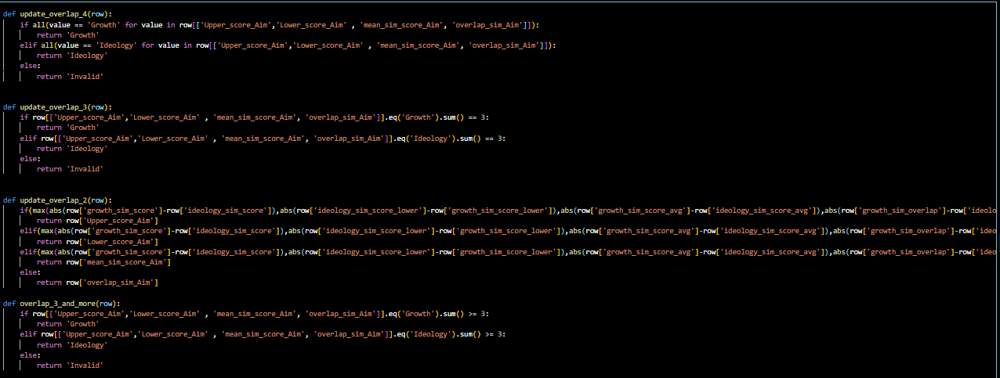 def update_overlap_4(row):
    if all(value == 'Growth' for value in row[['Upper_score_Aim','Lower_score_Aim' , 'mean_sim_score_Aim', 'overlap_sim_Aim']]):
        return 'Growth'
    elif all(value == 'Ideology' for value in row[['Upper_score_Aim','Lower_score_Aim' , 'mean_sim_score_Aim', 'overlap_sim_Aim']]):
        return 'Ideology'
    else:
        return 'Invalid'
def update_overlap_3(row):
    if row[['Upper_score_Aim','Lower_score_Aim' , 'mean_sim_score_Aim', 'overlap_sim_Aim']].eq('Growth').sum() == 3:
        return 'Growth'
    elif row[['Upper_score_Aim','Lower_score_Aim' , 'mean_sim_score_Aim', 'overlap_sim_Aim']].eq('Ideology').sum() == 3:
        return 'Ideology'
    else:
        return 'Invalid'
def update_overlap_2(row):
    if(max(abs(row['growth_sim_score']-row['ideology_sim_score']),abs(row['ideology_sim_score_lower']-row['growth_sim_score_lower']),abs(row['growth_sim_score_avg']-row['ideology_sim_score_avg']),abs(row['growth_sim_overlap']-row['ideolo
        return row['Upper_score_Aim']
    elif(max(abs(row['growth_sim_score']-row['ideology_sim_score']),abs(row['ideology_sim_score_lower']-row['growth_sim_score_lower']),abs(row['growth_sim_score_avg']-row['ideology_sim_score_avg']),abs(row['growth_sim_overlap']-row['ideo
        return row['Lower_score_Aim']
    elif(max(abs(row['growth_sim_score']-row['ideology_sim_score']),abs(row['ideology_sim_score_lower']-row['growth_sim_score_lower']),abs(row['growth_sim_score_avg']-row['ideology_sim_score_avg']),abs(row['growth_sim_overlap']-row['ideo
        return row['mean_sim_score_Aim']
    else:
        return row['overlap_sim_Aim']
def overlap_3_and_more(row):
    if row[['Upper_score_Aim','Lower_score_Aim' , 'mean_sim_score_Aim', 'overlap_sim_Aim']].eq('Growth').sum() >= 3:
        return 'Growth'
    elif row[['Upper_score_Aim','Lower_score_Aim' , 'mean_sim_score_Aim', 'overlap_sim_Aim']].eq('Ideology').sum() >= 3:
        return 'Ideology'
    else:
        return 'Invalid'